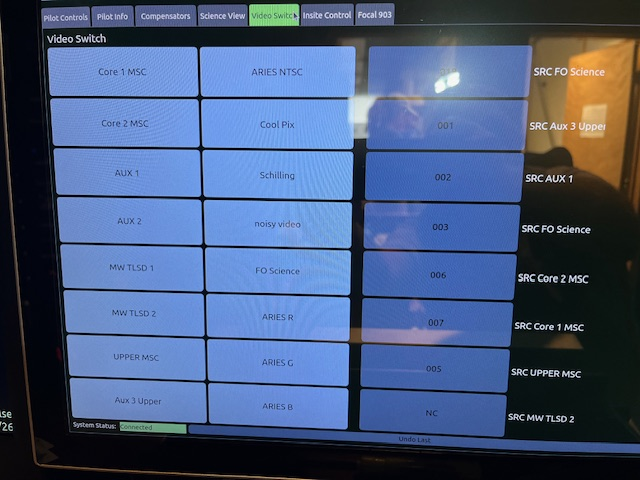 Pilot Controls Pilot Info Compensators Science View Video Switch Insite Control Focal 903
Video Switch
Core 1 MSC ARIES NTSC SRC FO Science
Core 2 MSC Cool Pix 001 SRC Aux 3 Upper
AUX 1 Schilling 002 SRC AUX 1
AUX 2 noisy video 003 SRC FO Science
MW TLSD 1 FO Science 006 SRC Core 2 MSC
MW TLSD 2 ARIES R 007 SRC Core 1 MSC
UPPER MSC ARIES G 005 SRC UPPER MSC
Aux 3 Upper ARIES B NC SRC MW TLSD 2
System Status: Connected
Undo Last
/26